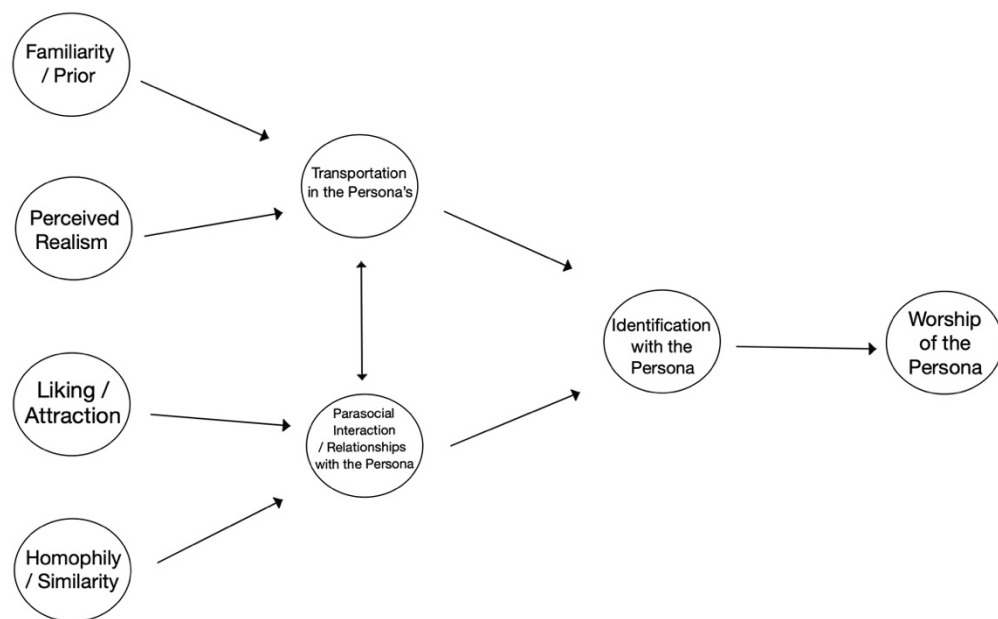 Familiarity
/ Prior
Perceived
Realism
Liking /
Attraction
Homophily
/ Similarity
Transportation
in the Persona's
Parasocial
Interaction
/ Relationships
with the Persona
Identification
with the
Persona
Worship
of the
Persona